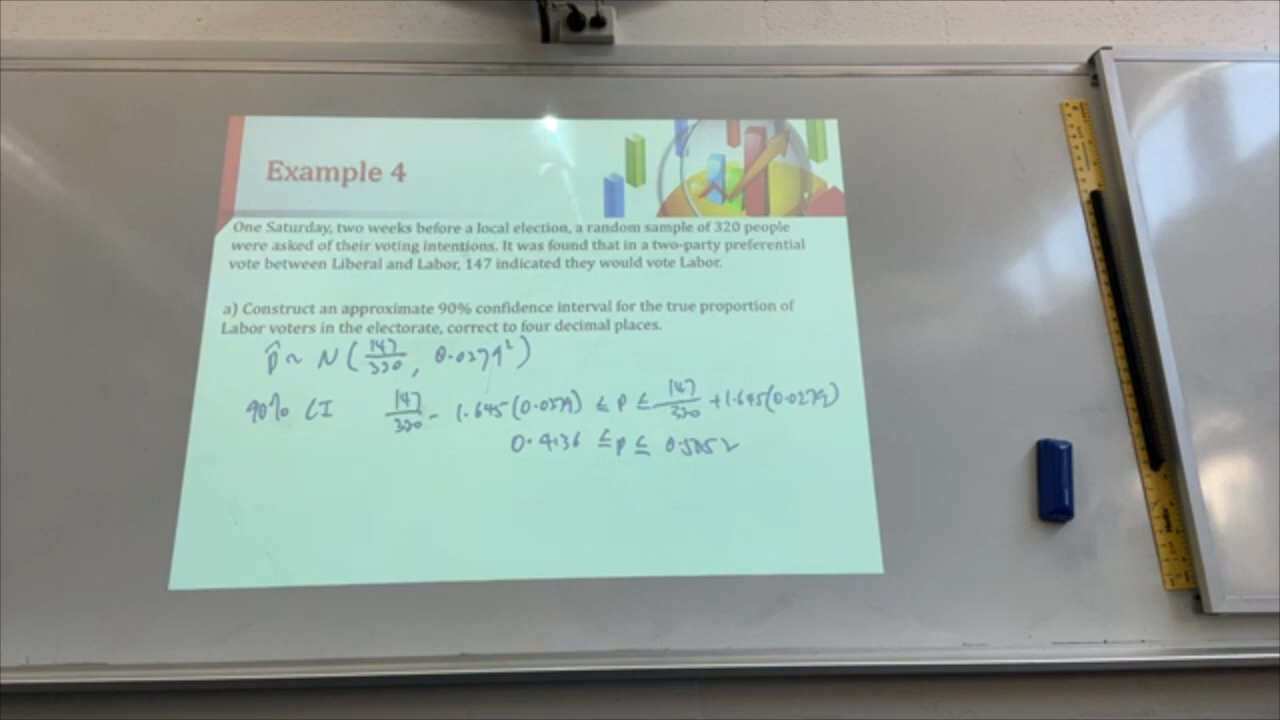 Example 4
One Saturday, two weeks before a local election, a random sample of 320 people
were asked of their voting intentions. It was found that in a two-party preferential
vote between Liberal and Labor, 147 indicated they would vote Labor.
a) Construct an approximate 90% confidence interval for the true proportion of
Labor voters in the electorate, correct to four decimal places.
p̂ ~ N(147/320, 0.0279²)
90% CI 147/320 - 1.645(0.0279) ≤ p ≤ 147/320 + 1.645(0.0279)
0.4136 ≤ p ≤ 0.5052